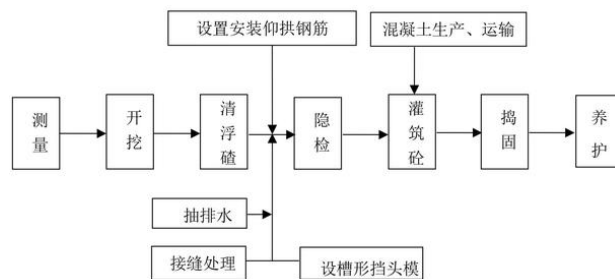 设置安装仰拱钢筋
混凝土生产、运输
测量
开挖
清浮碴
隐检
灌筑砼
捣固
养护
抽排水
接缝处理
设槽形挡头模